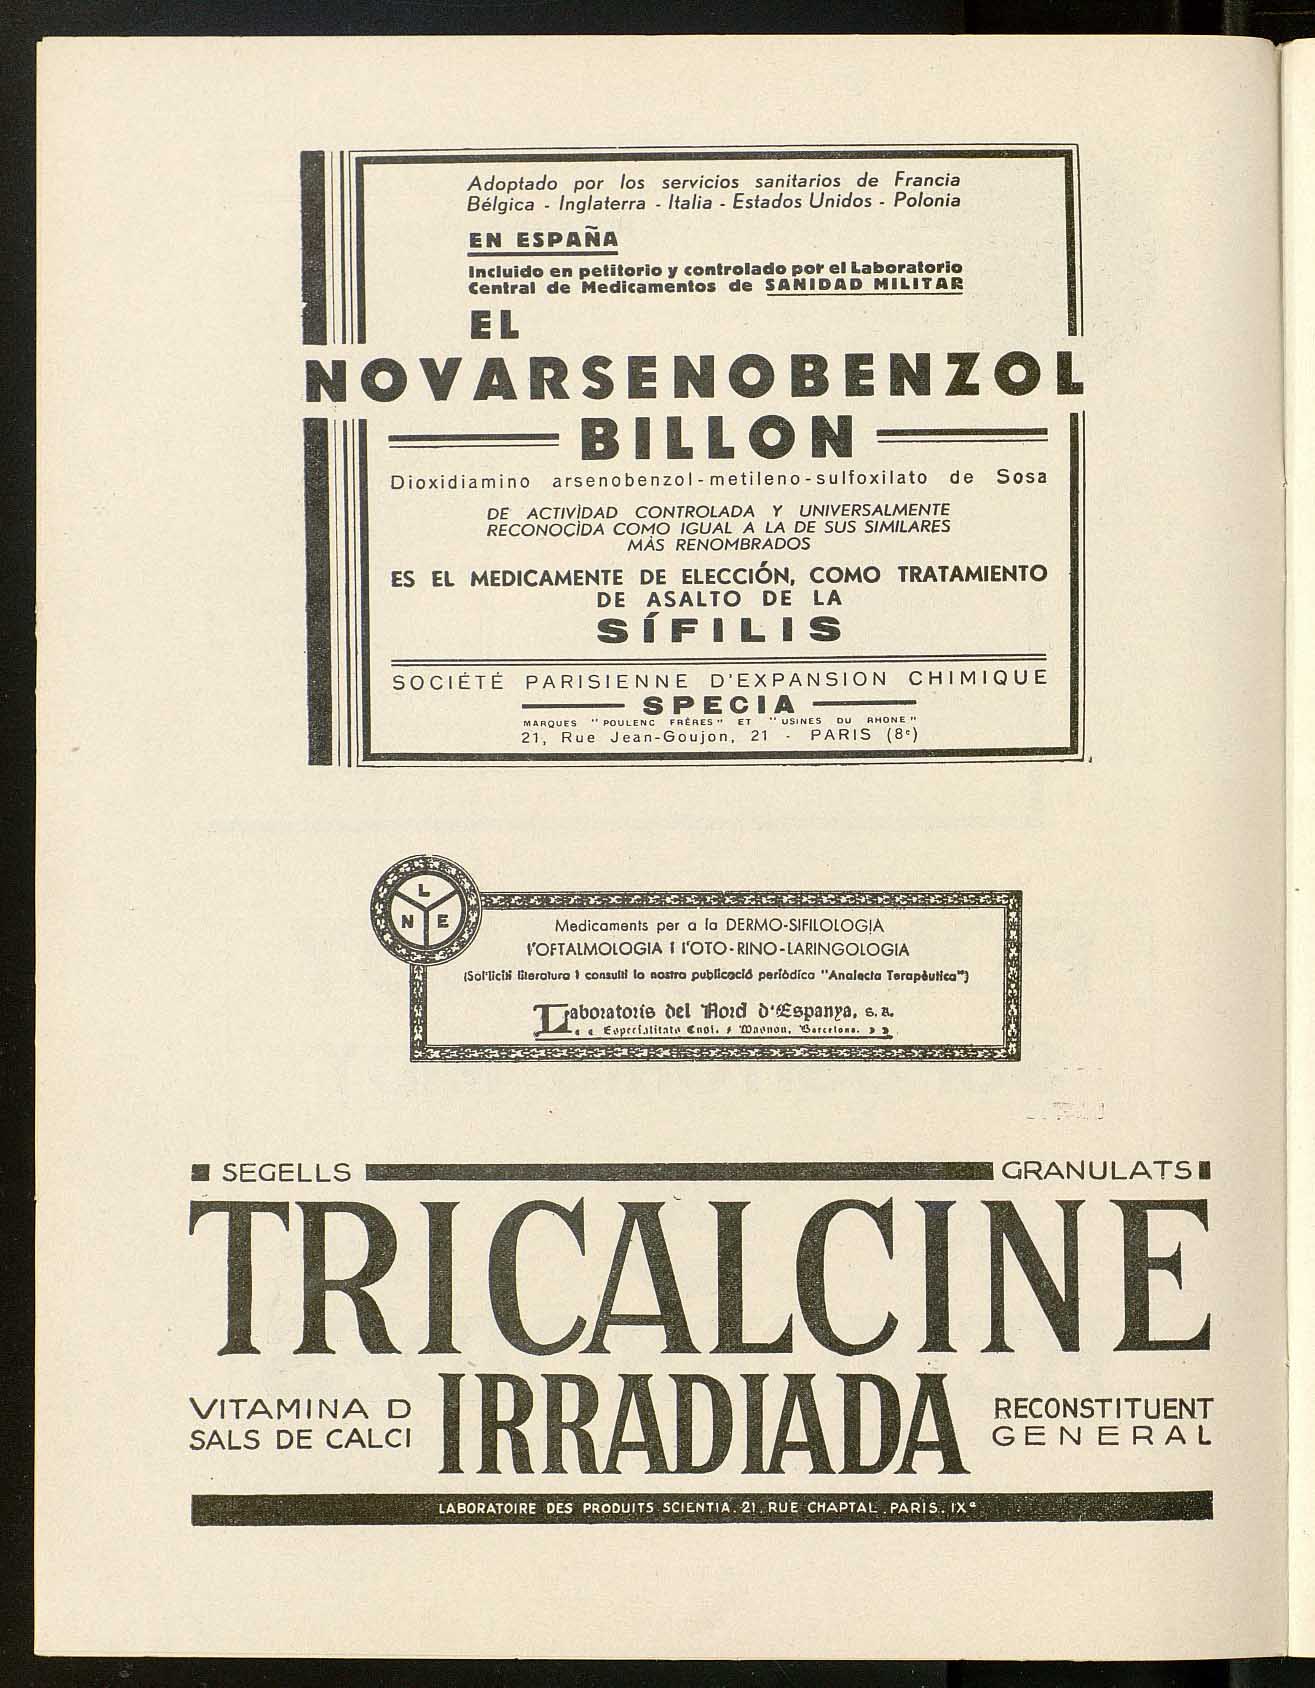 Adoptado por los servicios sanitarios de Francia
Bélgica - Inglaterra - Italia - Estados Unidos - Polonia
EN ESPAÑA
Incluido en petitorio y controlado por el Laboratorio
Central de Medicamentos de SANIDAD MILITAR
EL
NOVARSENOBENZOL
BILLON
Dioxidiamino arsenobenzol-metileno-sulfoxilato de Sosa
DE ACTIVIDAD CONTROLADA Y UNIVERSALMENTE
RECONOCIDA COMO IGUAL A LA DE SUS SIMILARES
MÁS RENOMBRADOS
ES EL MEDICAMENTE DE ELECCIÓN, COMO TRATAMIENTO
DE ASALTO DE LA
SÍFILIS
SOCIÉTÉ PARISIENNE D'EXPANSION CHIMIQUE
SPECIA
MARQUES "POULENC FRÈRES" ET "USINES DU RHONE"
21, Rue Jean-Goujon, 21 - PARIS (8e)
L
N E
Medicaments per a la DERMO-SIFILOLOGIA
l'OFTALMOLOGIA I l'OTO-RINO-LARINGOLOGIA
(Sol·liciti literatura i consulti la nostra publicació periòdica "Analecta Terapèutica")
Laboratoris del Nord d'Espanya, s. a.
Especialitats Cusí. Masnou, Barcelona.
SEGELLS
GRANULATS
TRICALCINE
VITAMINA D
SALS DE CALCI
IRRADIADA
RECONSTITUENT
GENERAL
LABORATOIRE DES PRODUITS SCIENTIA. 21. RUE CHAPTAL. PARIS. IXe